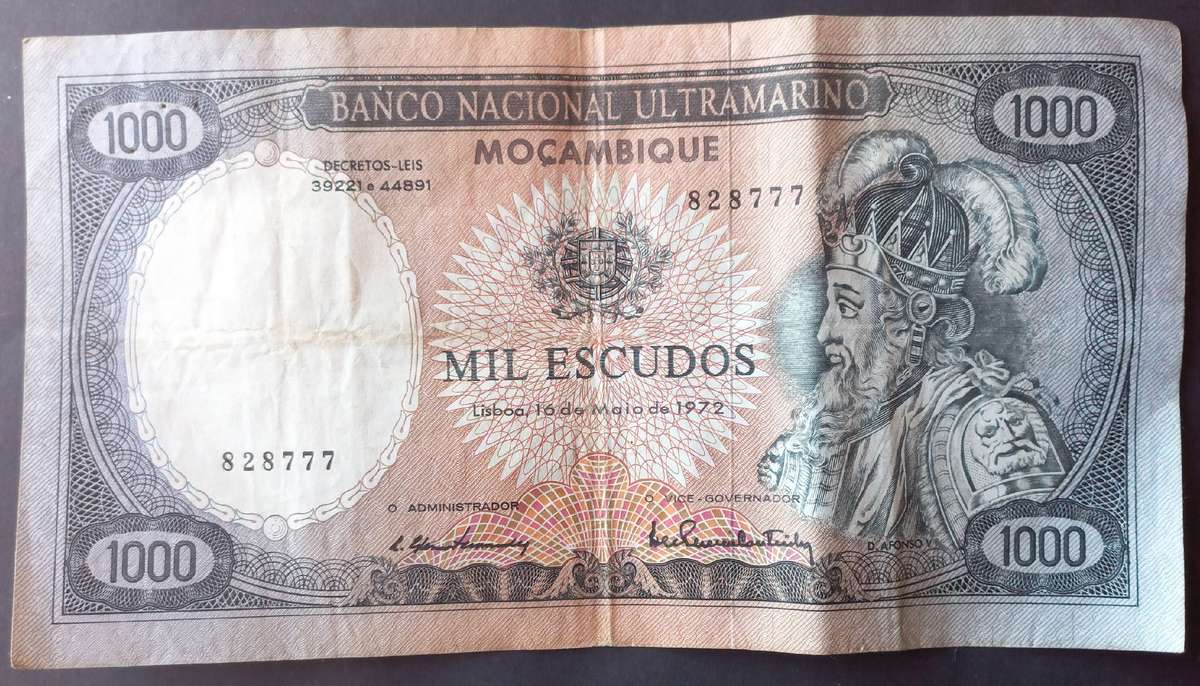 1000
BANCO NACIONAL ULTRAMARINO
1000
MOÇAMBIQUE
DECRETOS-LEIS
39221 e 44891
828777
MIL ESCUDOS
Lisboa, 16 de Maio de 1972
828777
O ADMINISTRADOR
O VICE-GOVERNADOR
D. AFONSO V
1000
1000